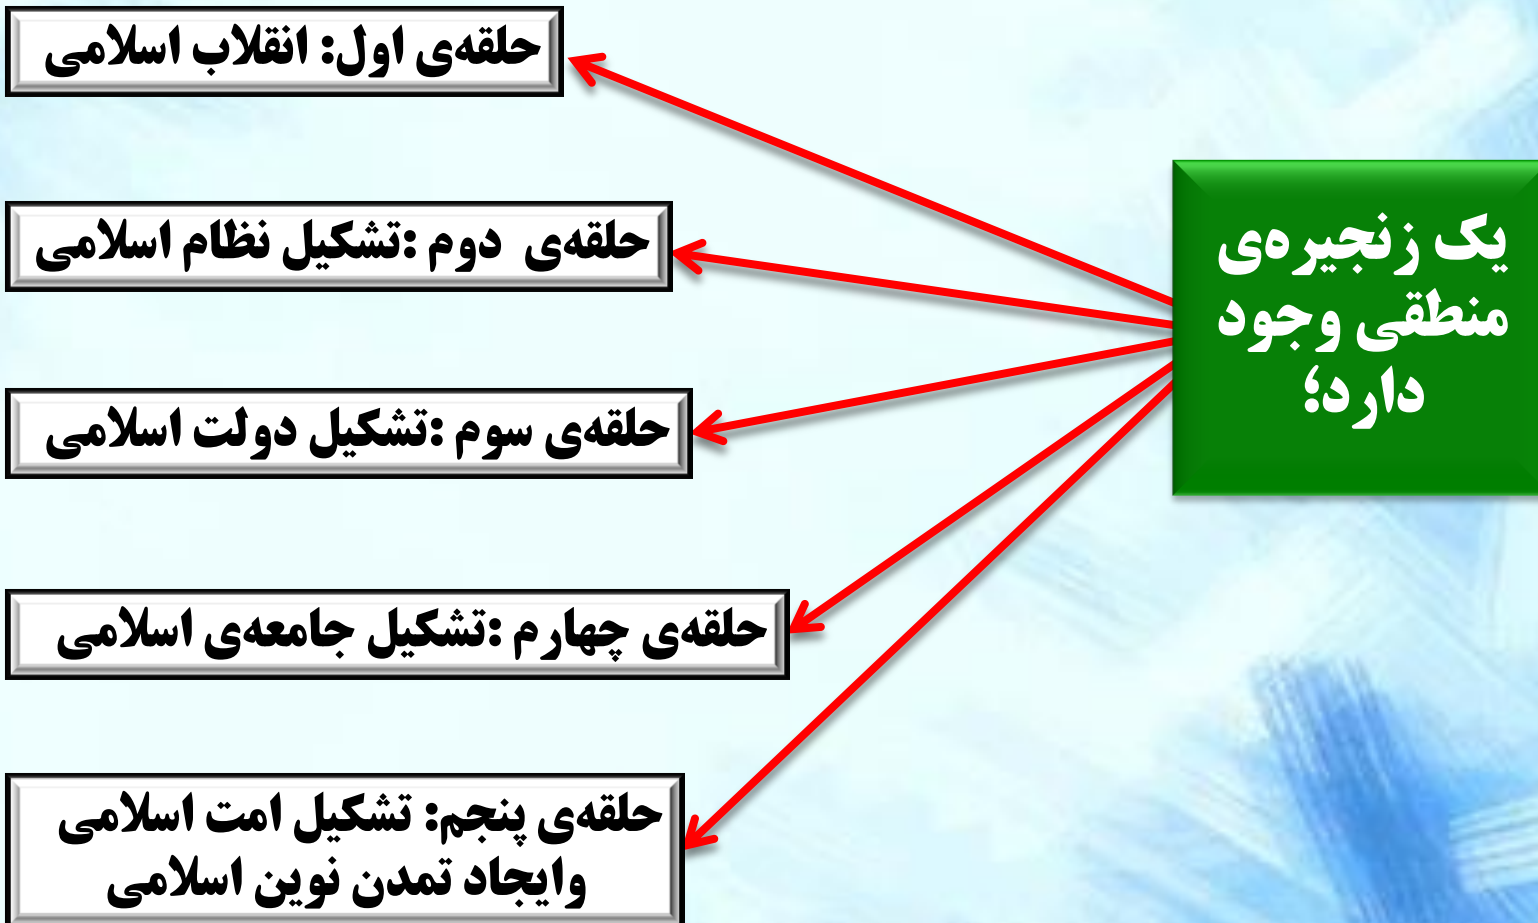 یک زنجیره‌ی
منطقی وجود
دارد؛
حلقه‌ی اول: انقلاب اسلامی
حلقه‌ی دوم :تشکیل نظام اسلامی
حلقه‌ی سوم :تشکیل دولت اسلامی
حلقه‌ی چهارم :تشکیل جامعه‌ی اسلامی
حلقه‌ی پنجم: تشکیل امت اسلامی
وایجاد تمدن نوین اسلامی